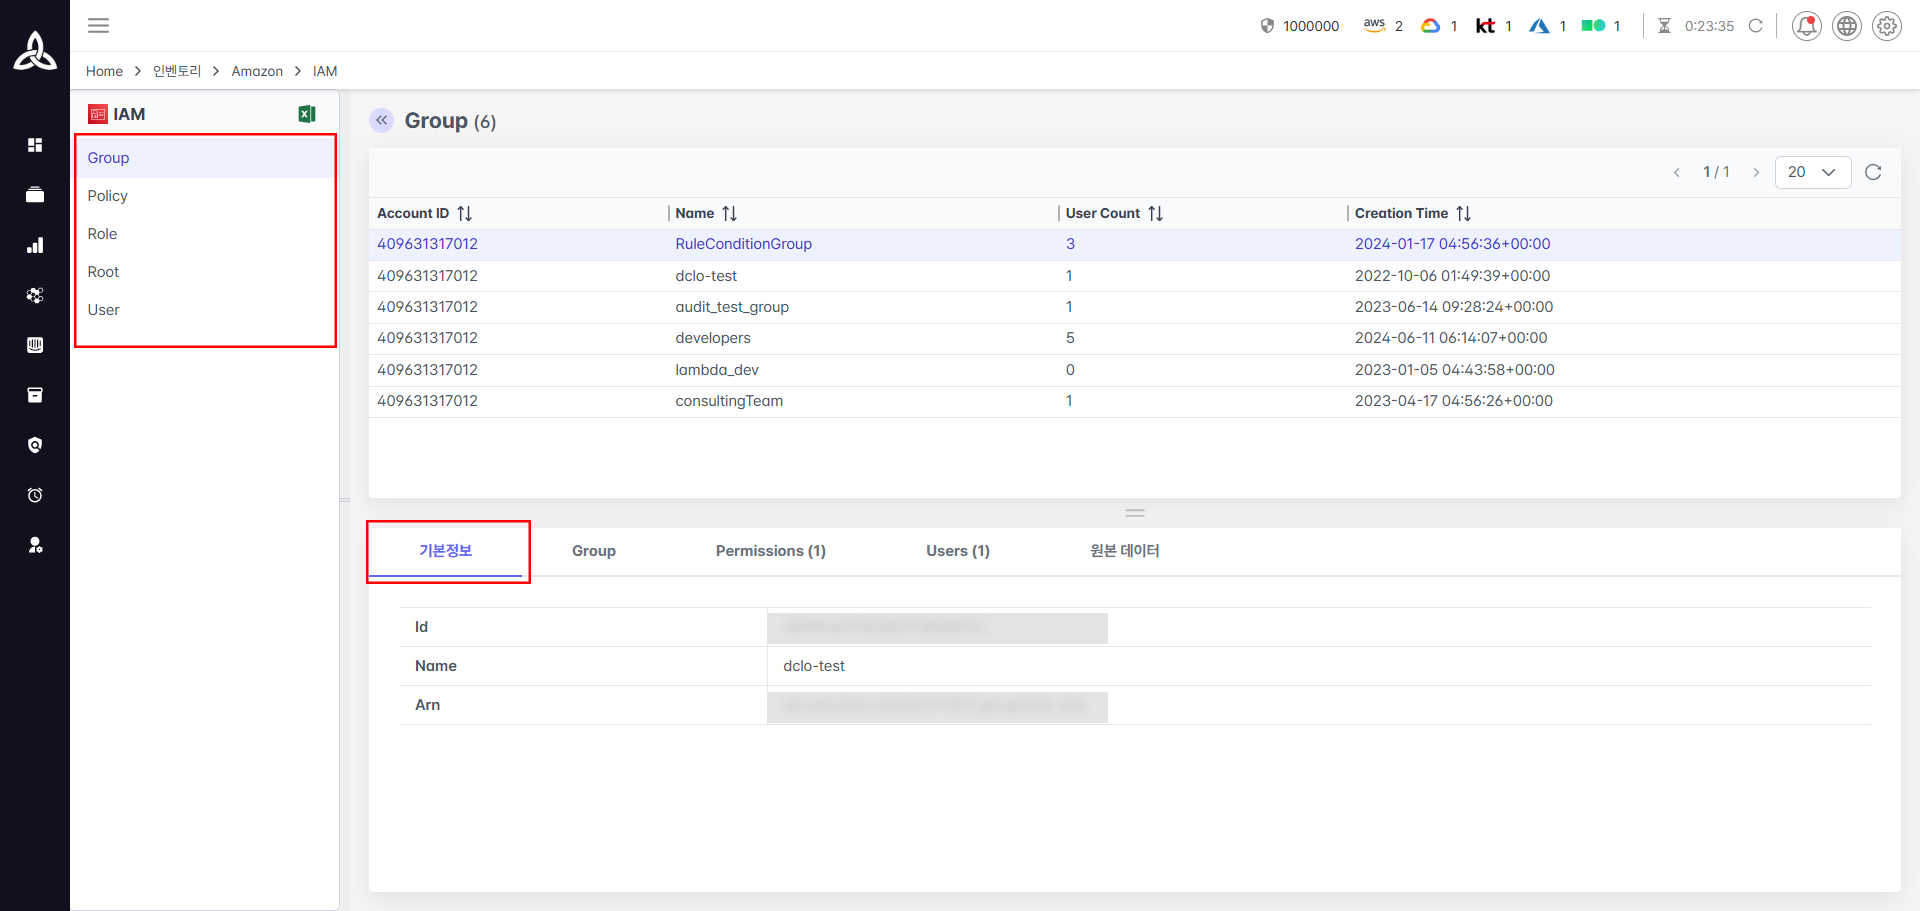 1000000 aws 2 1 kt 1 1 1 0:23:35
Home > 인벤토리 > Amazon > IAM
IAM
Group
Policy
Role
Root
User
Group (6)
1 / 1 20
Account ID Name User Count Creation Time
409631317012 RuleConditionGroup 3 2024-01-17 04:56:36+00:00
409631317012 dclo-test 1 2022-10-06 01:49:39+00:00
409631317012 audit_test_group 1 2023-06-14 09:28:24+00:00
409631317012 developers 5 2024-06-11 06:14:07+00:00
409631317012 lambda_dev 0 2023-01-05 04:43:58+00:00
409631317012 consultingTeam 1 2023-04-17 04:56:26+00:00
기본정보 Group Permissions (1) Users (1) 원본 데이터
Id
Name dclo-test
Arn